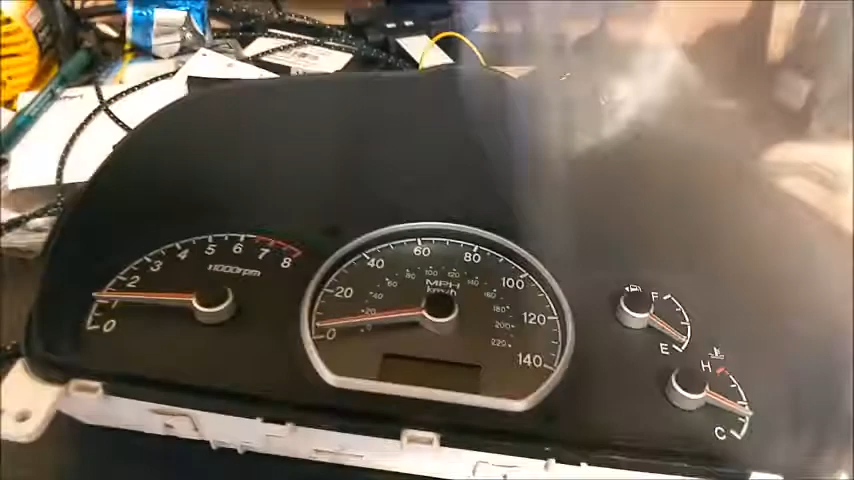 0 2 3 4 5 6 7 8
x1000rpm
0 20 40 60 80 100 120 140
20 40 60 80 100 120 140 160 180 200 220
MPH
km/h
F
E
H
C